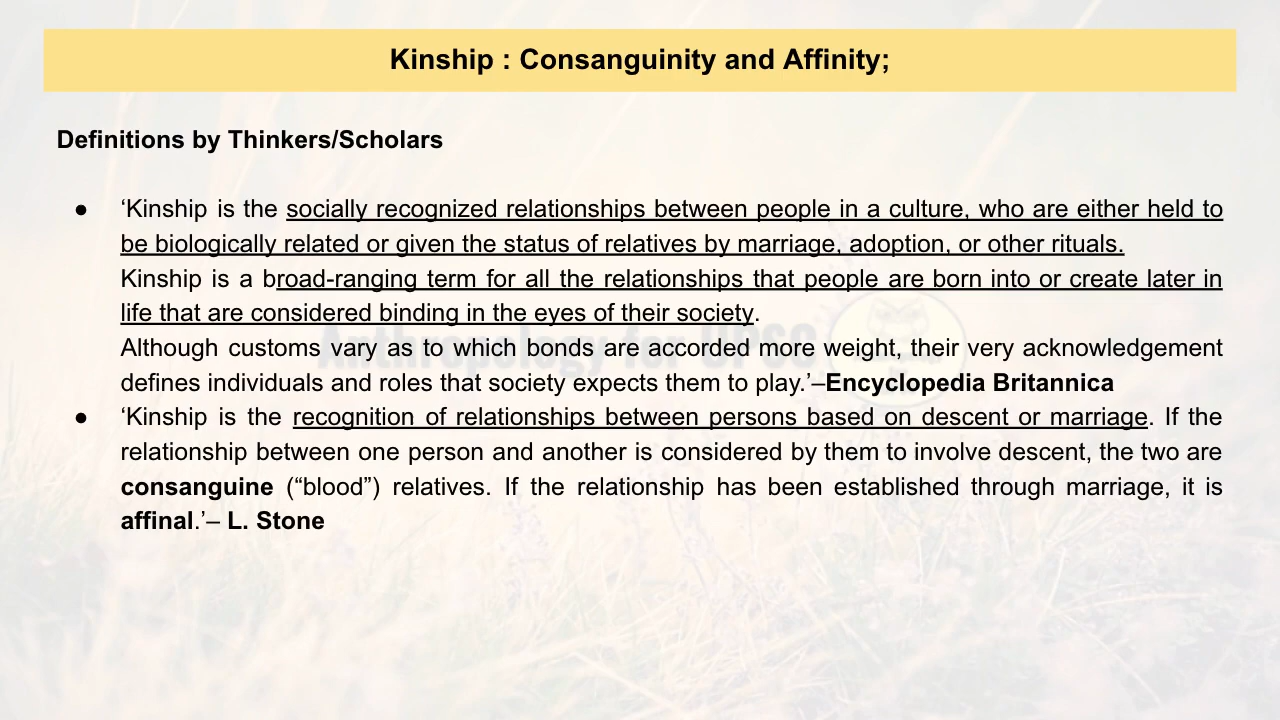 Kinship : Consanguinity and Affinity;
Definitions by Thinkers/Scholars
● ‘Kinship is the socially recognized relationships between people in a culture, who are either held to
be biologically related or given the status of relatives by marriage, adoption, or other rituals.
Kinship is a broad-ranging term for all the relationships that people are born into or create later in
life that are considered binding in the eyes of their society.
Although customs vary as to which bonds are accorded more weight, their very acknowledgement
defines individuals and roles that society expects them to play.’–Encyclopedia Britannica
● ‘Kinship is the recognition of relationships between persons based on descent or marriage. If the
relationship between one person and another is considered by them to involve descent, the two are
consanguine (“blood”) relatives. If the relationship has been established through marriage, it is
affinal.’– L. Stone
Anthropology for UPSC